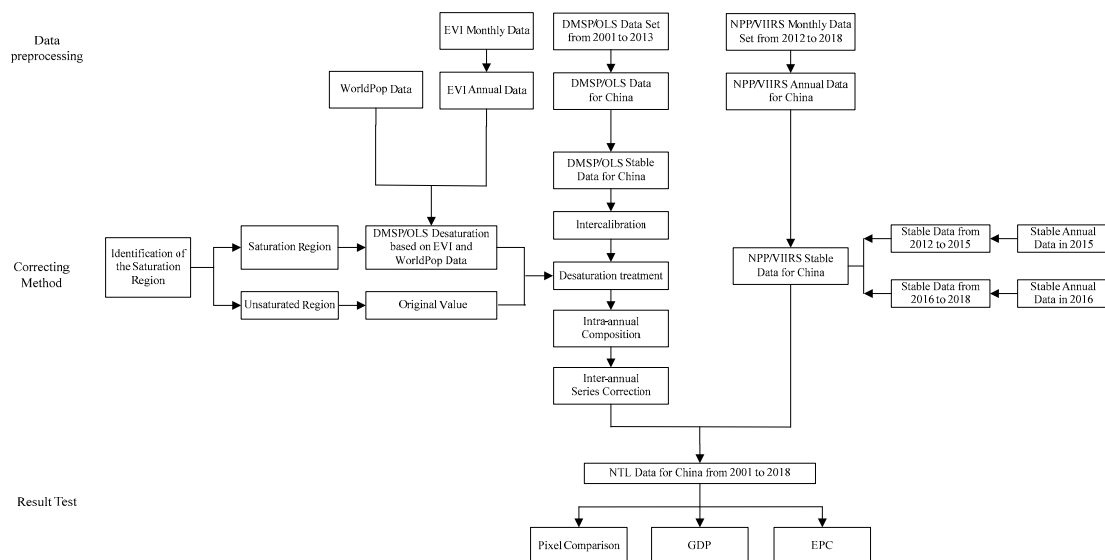 Data
preprocessing
EVI Monthly Data
DMSP/OLS Data Set
from 2001 to 2013
NPP/VIIRS Monthly Data
Set from 2012 to 2018
WorldPop Data
EVI Annual Data
DMSP/OLS Data
for China
NPP/VIIRS Annual Data
for China
DMSP/OLS Stable
Data for China
Correcting
Method
Identification of
the Saturation
Region
Saturation Region
DMSP/OLS Desaturation
based on EVI and
WorldPop Data
Unsaturated Region
Original Value
Intercalibration
Desaturation treatment
Intra-annual
Composition
Inter-annual
Series Correction
NPP/VIIRS Stable
Data for China
Stable Data from
2012 to 2015
Stable Annual
Data in 2015
Stable Data from
2016 to 2018
Stable Annual
Data in 2016
Result Test
NTL Data for China from 2001 to 2018
Pixel Comparison
GDP
EPC